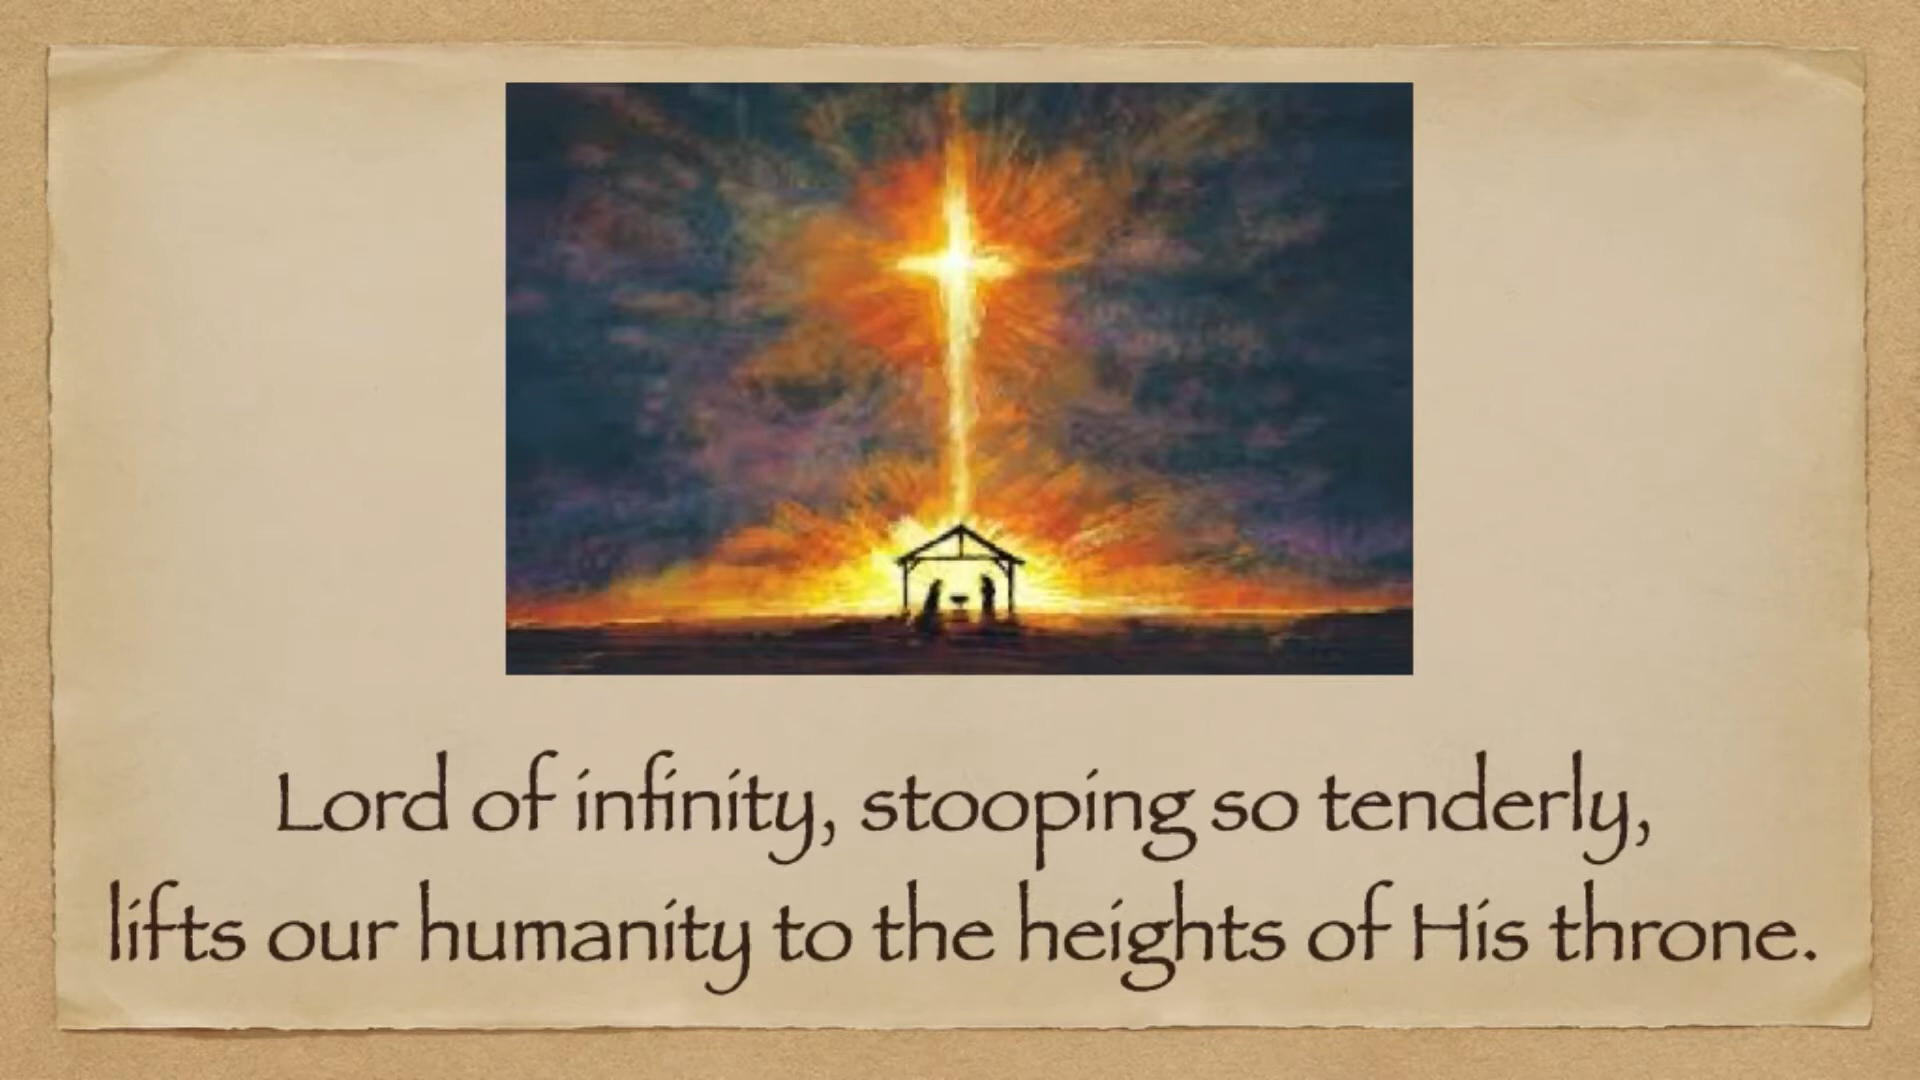 Lord of infinity, stooping so tenderly,
lifts our humanity to the heights of His throne.